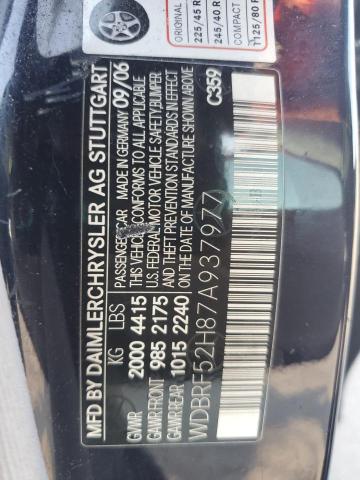 MFD BY DAIMLERCHRYSLER AG STUTTGART
KG LBS PASSENGER CAR MADE IN GERMANY 09/06
GVWR 2000 4415 THIS VEHICLE CONFORMS TO ALL APPLICABLE
GAWR FRONT 985 2175 U.S. FEDERAL MOTOR VEHICLE SAFETY, BUMPER
GAWR REAR 1015 2240 AND THEFT PREVENTION STANDARDS IN EFFECT
ON DATE OF MANUFACTURE SHOWN ABOVE
WDBRF52H87A937977 C359
ORIGINAL
225/45 R
245/40 R
COMPACT
T125/80 R